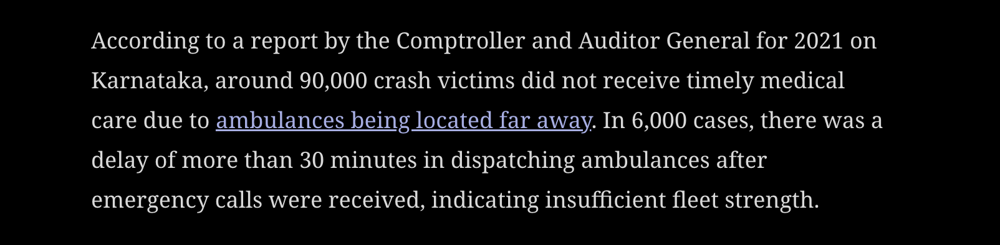 According to a report by the Comptroller and Auditor General for 2021 on
Karnataka, around 90,000 crash victims did not receive timely medical
care due to ambulances being located far away. In 6,000 cases, there was a
delay of more than 30 minutes in dispatching ambulances after
emergency calls were received, indicating insufficient fleet strength.